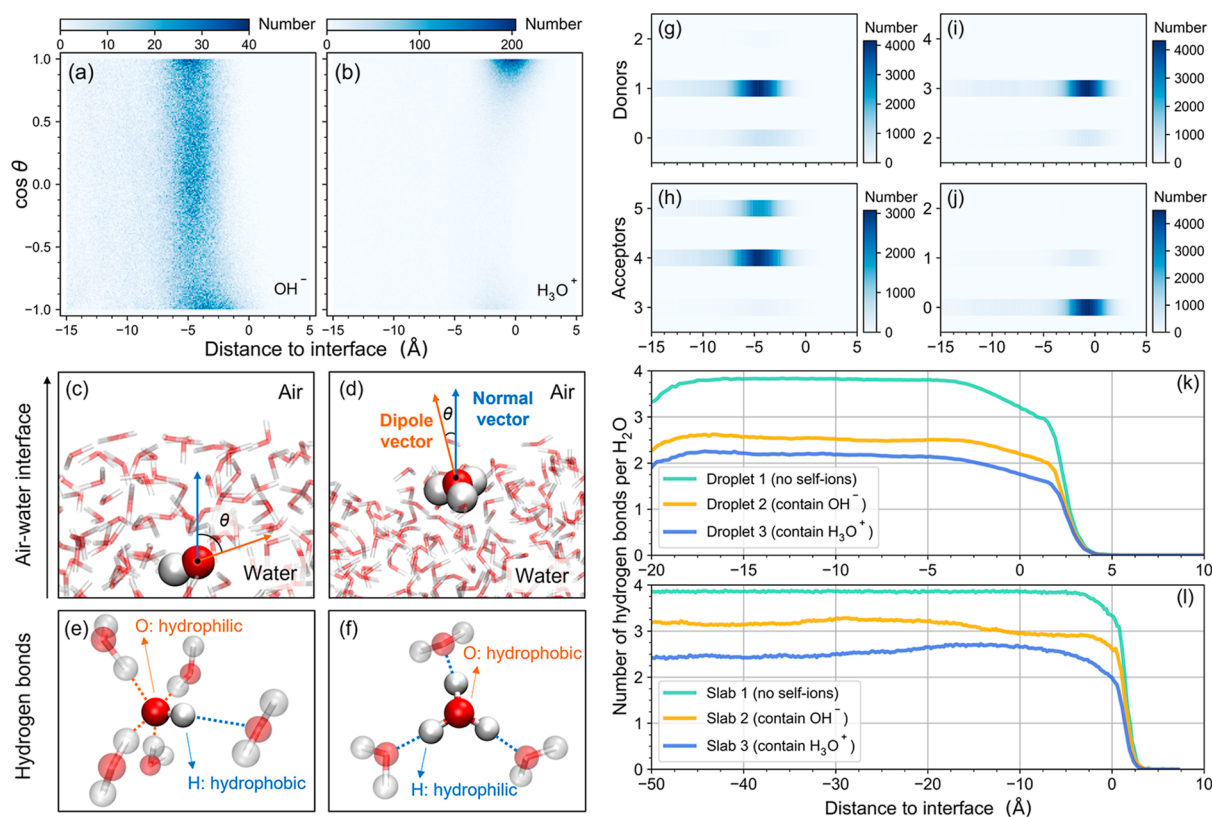 Number
0 10 20 30 40
Number
0 100 200
(a)
(b)
1.0
0.5
0.0
−0.5
−1.0
cos θ
OH⁻
H₃O⁺
−15 −10 −5 0 5
−15 −10 −5 0 5
Distance to interface (Å)
(g)
Donors
2
1
0
Number
4000
3000
2000
1000
0
(i)
4
3
2
Number
4000
3000
2000
1000
0
(h)
Acceptors
5
4
3
−15 −10 −5 0 5
Number
3000
2000
1000
0
(j)
2
1
0
−15 −10 −5 0 5
Number
4000
3000
2000
1000
0
Air-water interface
(c)
Air
θ
Water
(d)
Air
Normal
vector
Dipole
vector
θ
Water
Hydrogen bonds
(e)
O: hydrophilic
H: hydrophobic
(f)
O: hydrophobic
H: hydrophilic
Number of hydrogen bonds per H₂O
(k)
4
3
2
1
0
Droplet 1 (no self-ions)
Droplet 2 (contain OH⁻)
Droplet 3 (contain H₃O⁺)
−20 −15 −10 −5 0 5 10
(l)
4
3
2
1
0
Slab 1 (no self-ions)
Slab 2 (contain OH⁻)
Slab 3 (contain H₃O⁺)
−50 −40 −30 −20 −10 0 10
Distance to interface (Å)